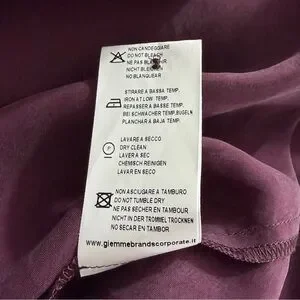 NON CANDEGGIARE
DO NOT BLEACH
NE PAS BLANCHIR
NICHT BLEICHEN
NO BLANQUEAR
STIRARE A BASSA TEMP.
IRON AT LOW TEMP.
REPASSER A BASSE TEMP.
BEI SCHWACHER TEMP. BUGELN
PLANCHAR A BAJA TEMP.
LAVARE A SECCO
DRY CLEAN
LAVER A SEC
CHEMISCH REINIGEN
LAVAR EN SECO
NON ASCIUGARE A TAMBURO
DO NOT TUMBLE DRY
NE PAS SECHER EN TAMBOUR
NICHT IN DER TROMMEL TROCKNEN
NO SECAR EN TAMBOR
www.giemmebrandscorporate.it